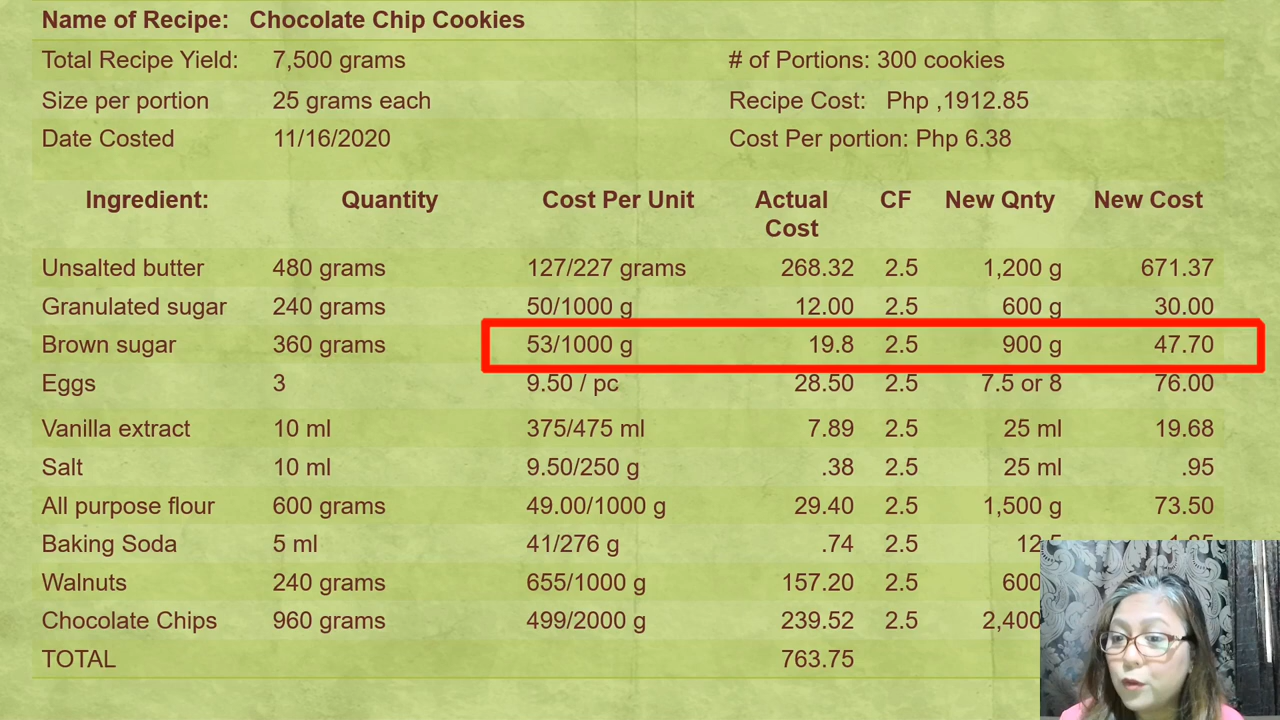 Name of Recipe: Chocolate Chip Cookies
Total Recipe Yield: 7,500 grams # of Portions: 300 cookies
Size per portion 25 grams each Recipe Cost: Php ,1912.85
Date Costed 11/16/2020 Cost Per portion: Php 6.38
Ingredient: Quantity Cost Per Unit Actual Cost CF New Qnty New Cost
Unsalted butter 480 grams 127/227 grams 268.32 2.5 1,200 g 671.37
Granulated sugar 240 grams 50/1000 g 12.00 2.5 600 g 30.00
Brown sugar 360 grams 53/1000 g 19.8 2.5 900 g 47.70
Eggs 3 9.50 / pc 28.50 2.5 7.5 or 8 76.00
Vanilla extract 10 ml 375/475 ml 7.89 2.5 25 ml 19.68
Salt 10 ml 9.50/250 g .38 2.5 25 ml .95
All purpose flour 600 grams 49.00/1000 g 29.40 2.5 1,500 g 73.50
Baking Soda 5 ml 41/276 g .74 2.5
Walnuts 240 grams 655/1000 g 157.20 2.5 600
Chocolate Chips 960 grams 499/2000 g 239.52 2.5 2,400
TOTAL 763.75